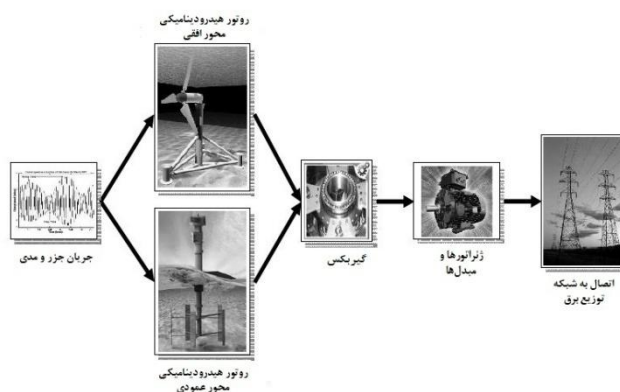 روتور هیدرودینامیکی
محور افقی
جریان جزر و مدی
گیربکس
ژنراتورها و
مبدل‌ها
اتصال به شبکه
توزیع برق
روتور هیدرودینامیکی
محور عمودی